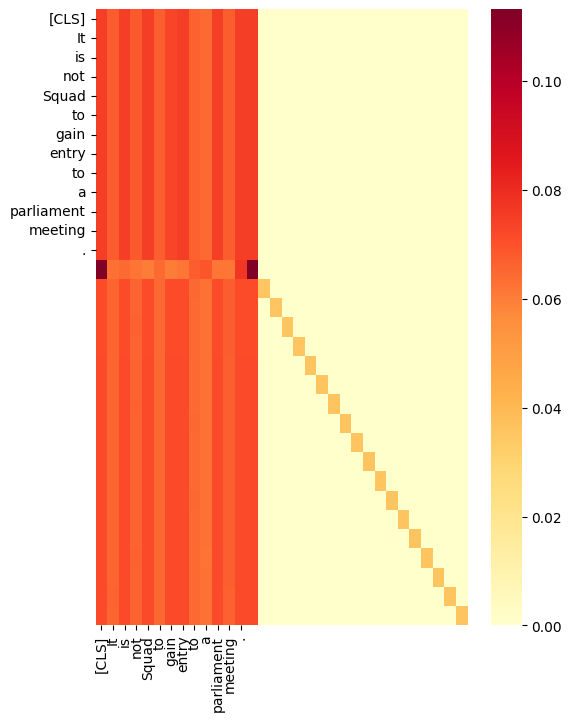 [CLS]
It
is
not
Squad
to
gain
entry
to
a
parliament
meeting
.
0.10
0.08
0.06
0.04
0.02
0.00
[CLS]
It
is
not
Squad
to
gain
entry
to
a
parliament
meeting
.